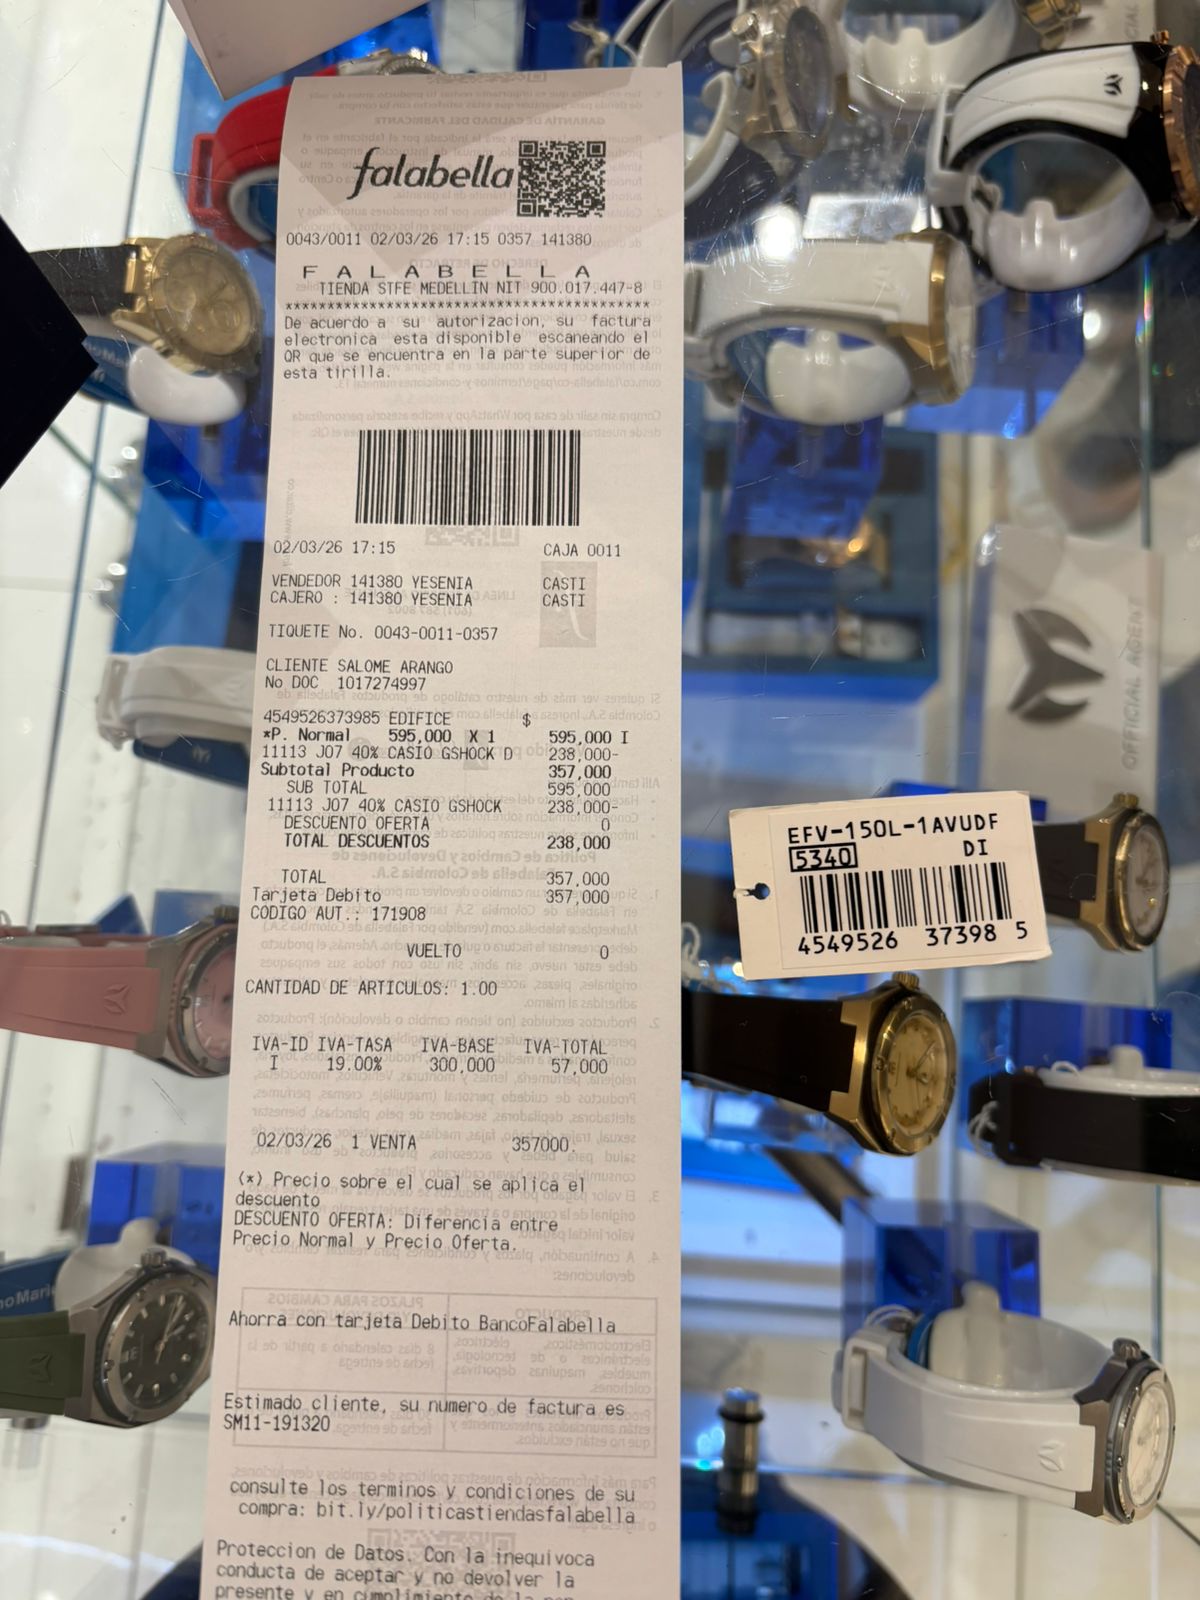 falabella
0043/0011 02/03/26 17:15 0357 141380
FALABELLA
TIENDA STFE MEDELLIN NIT 900.017.447-8
**************************************************
De acuerdo a su autorizacion, su factura
electronica esta disponible escaneando el
QR que se encuentra en la parte superior de
esta tirilla.
02/03/26 17:15 CAJA 0011
VENDEDOR 141380 YESENIA CASTI
CAJERO : 141380 YESENIA CASTI
TIQUETE No. 0043-0011-0357
CLIENTE SALOME ARANGO
No DOC 1017274997
4549526373985 EDIFICE $
*P. Normal 595,000 X 1 595,000 I
11113 J07 40% CASIO GSHOCK D 238,000-
Subtotal Producto 357,000
SUB TOTAL 595,000
11113 J07 40% CASIO GSHOCK 238,000-
DESCUENTO OFERTA 0
TOTAL DESCUENTOS 238,000
TOTAL 357,000
Tarjeta Debito 357,000
CODIGO AUT.: 171908
VUELTO 0
CANTIDAD DE ARTICULOS: 1.00
IVA-ID IVA-TASA IVA-BASE IVA-TOTAL
I 19.00% 300,000 57,000
02/03/26 1 VENTA 357000
(*) Precio sobre el cual se aplica el
descuento
DESCUENTO OFERTA: Diferencia entre
Precio Normal y Precio Oferta.
Ahorra con tarjeta Debito BancoFalabella
Estimado cliente, su numero de factura es
SM11-191320
consulte los terminos y condiciones de su
compra: bit.ly/politicastiendasfalabella
Proteccion de Datos. Con la inequivoca
conducta de aceptar y no devolver la
presente y en cumplimiento de la
EFV-150L-1AVUDF
5340 DI
4549526 37398 5
OFFICIAL AGENT